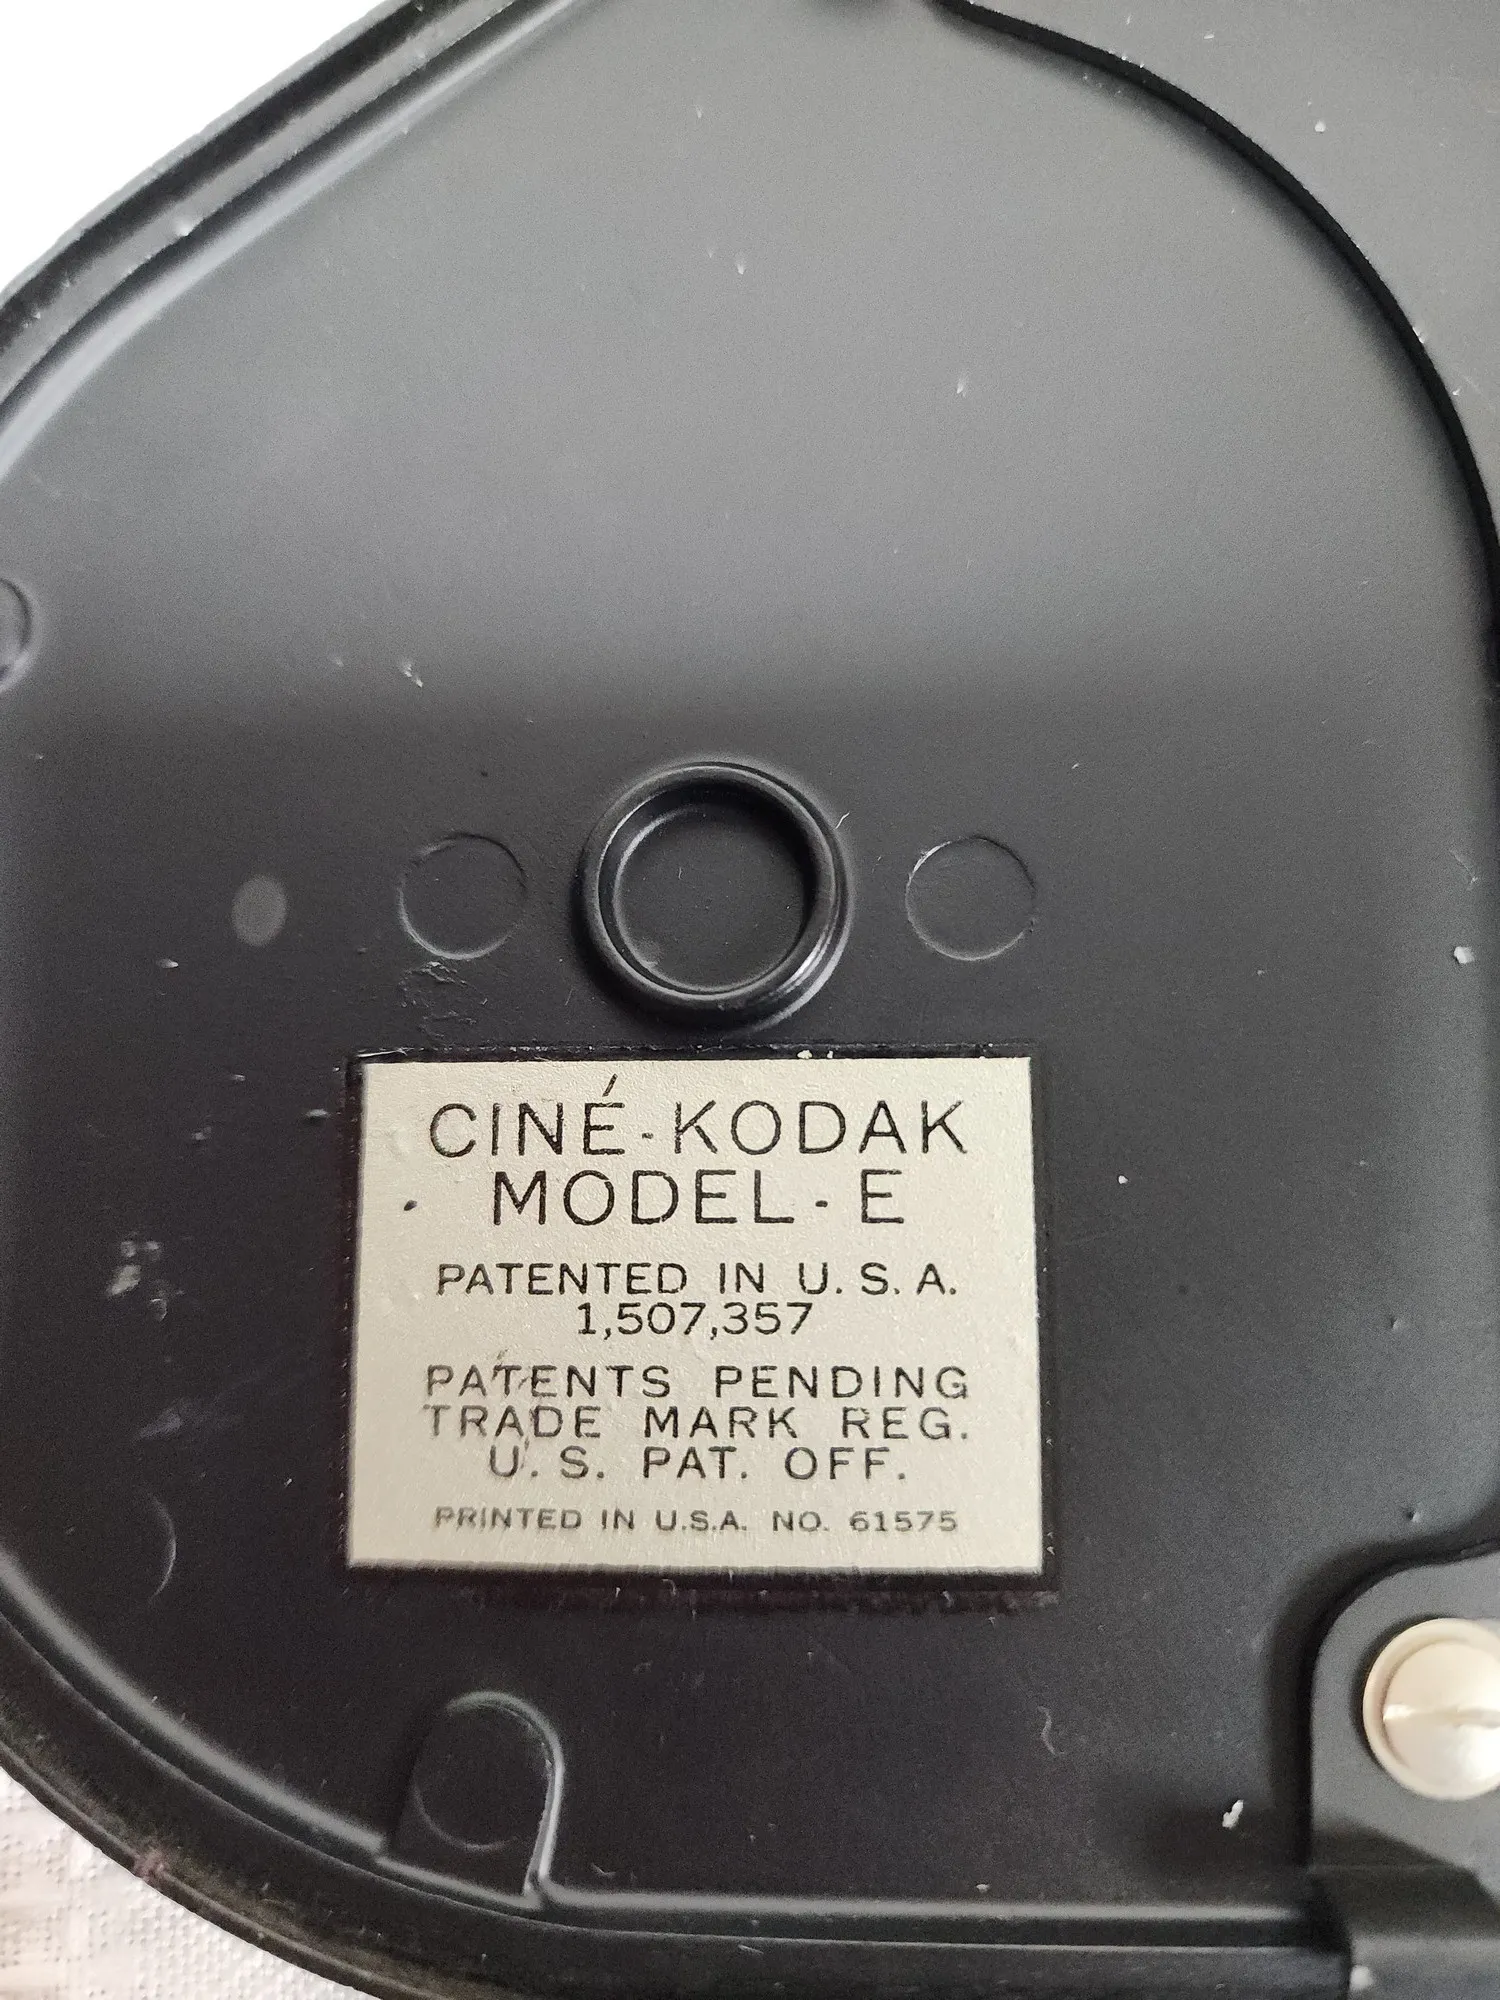 CINÉ-KODAK
MODEL-E
PATENTED IN U.S.A.
1,507,357
PATENTS PENDING
TRADE MARK REG.
U.S. PAT. OFF.
PRINTED IN U.S.A. NO. 61575